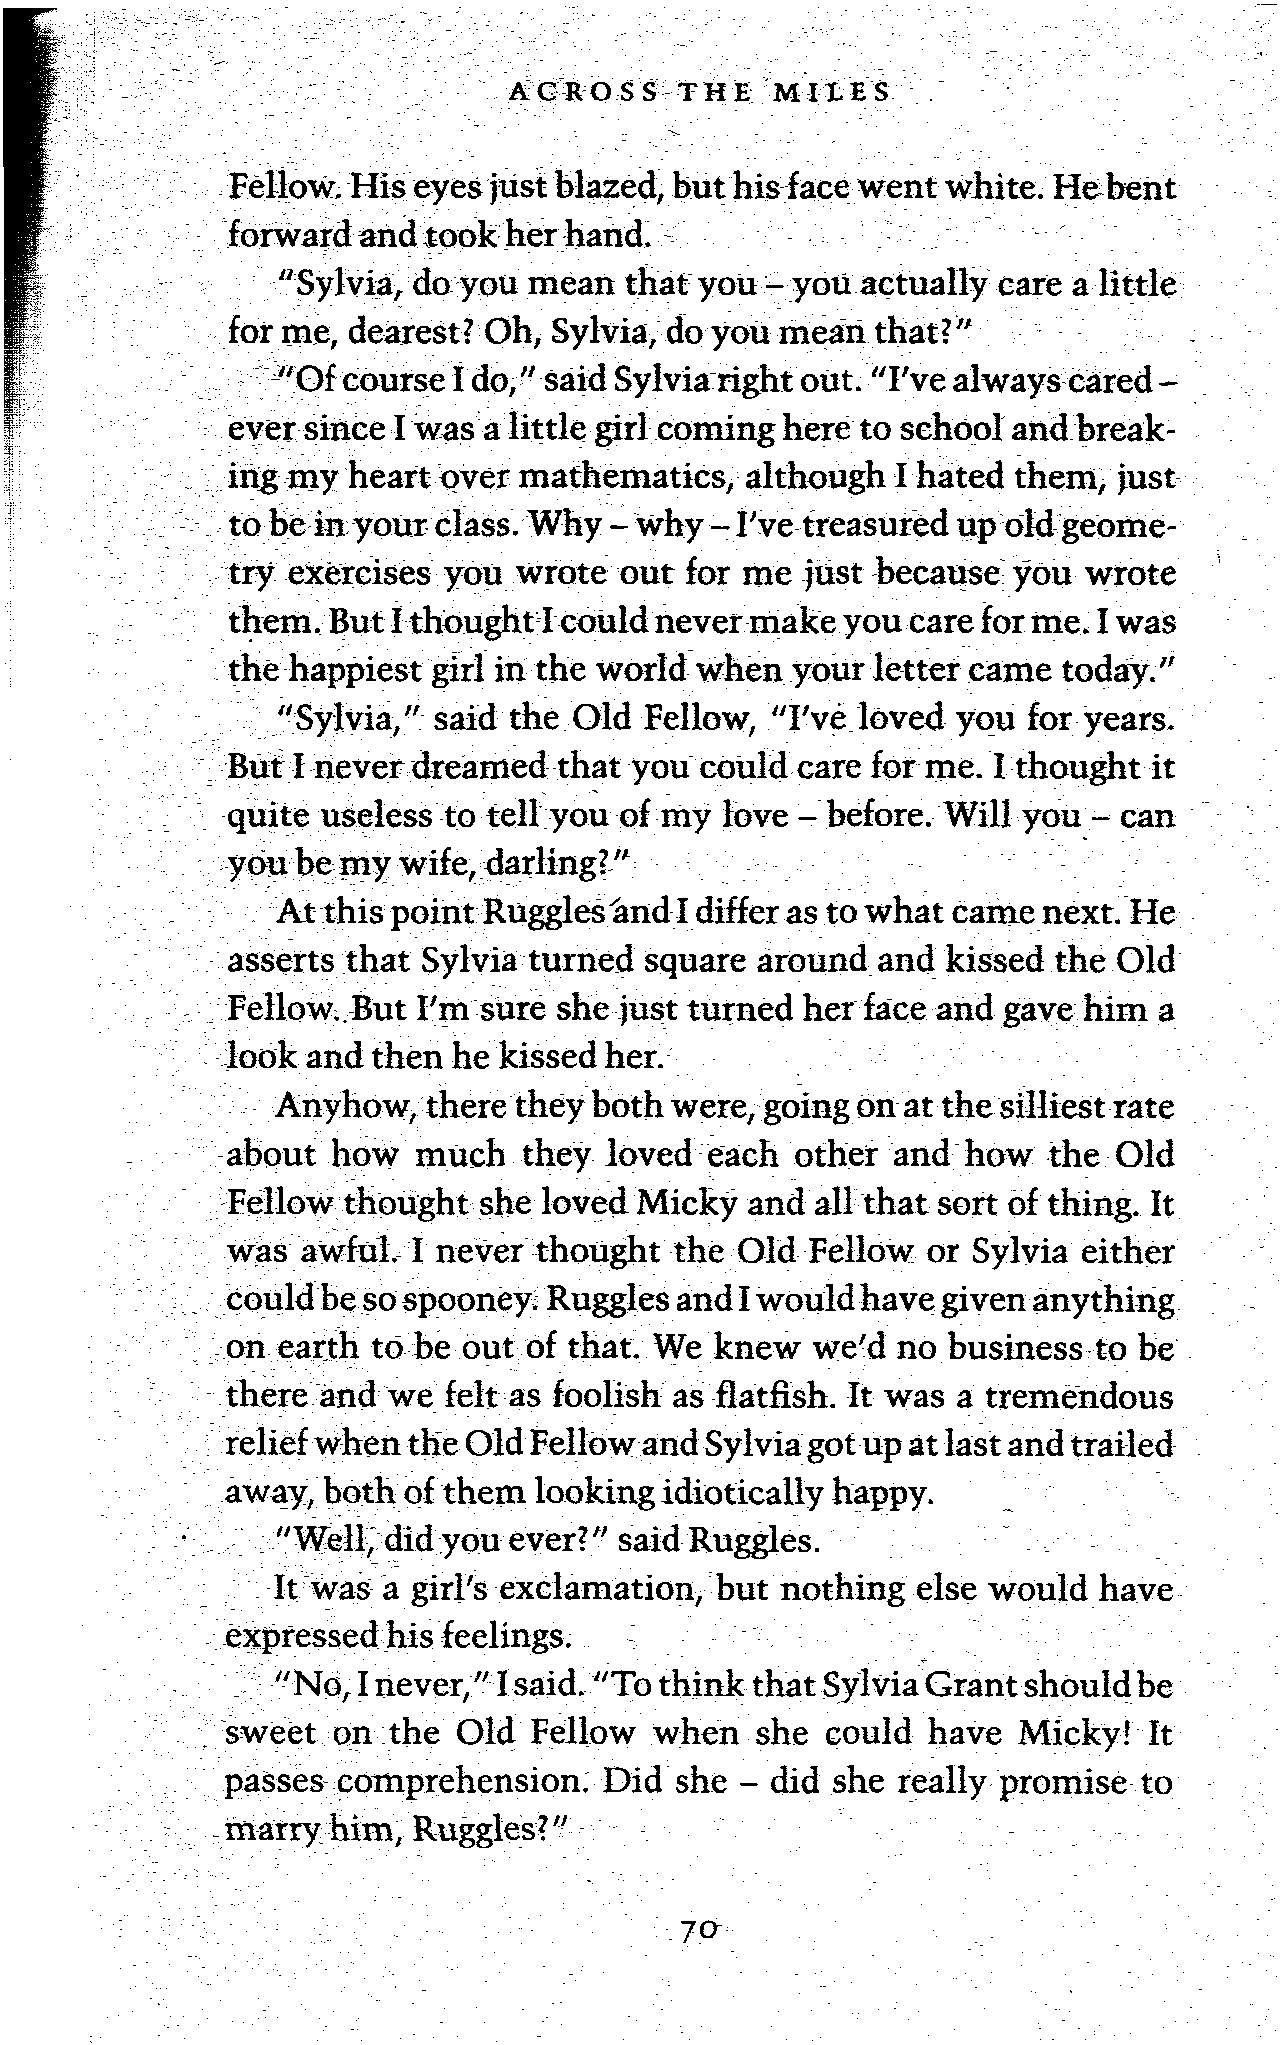 ACROSS THE MILES
Fellow. His eyes just blazed, but his face went white. He bent
forward and took her hand.
"Sylvia, do you mean that you – you actually care a little
for me, dearest? Oh, Sylvia, do you mean that?"
"Of course I do," said Sylvia right out. "I've always cared –
ever since I was a little girl coming here to school and break-
ing my heart over mathematics, although I hated them, just
to be in your class. Why – why – I've treasured up old geome-
try exercises you wrote out for me just because you wrote
them. But I thought I could never make you care for me. I was
the happiest girl in the world when your letter came today."
"Sylvia," said the Old Fellow, "I've loved you for years.
But I never dreamed that you could care for me. I thought it
quite useless to tell you of my love – before. Will you – can
you be my wife, darling?"
At this point Ruggles and I differ as to what came next. He
asserts that Sylvia turned square around and kissed the Old
Fellow. But I'm sure she just turned her face and gave him a
look and then he kissed her.
Anyhow, there they both were, going on at the silliest rate
about how much they loved each other and how the Old
Fellow thought she loved Micky and all that sort of thing. It
was awful. I never thought the Old Fellow or Sylvia either
could be so spooney. Ruggles and I would have given anything
on earth to be out of that. We knew we'd no business to be
there and we felt as foolish as flatfish. It was a tremendous
relief when the Old Fellow and Sylvia got up at last and trailed
away, both of them looking idiotically happy.
"Well, did you ever?" said Ruggles.
It was a girl's exclamation, but nothing else would have
expressed his feelings.
"No, I never," I said. "To think that Sylvia Grant should be
sweet on the Old Fellow when she could have Micky! It
passes comprehension. Did she – did she really promise to
marry him, Ruggles?"
70